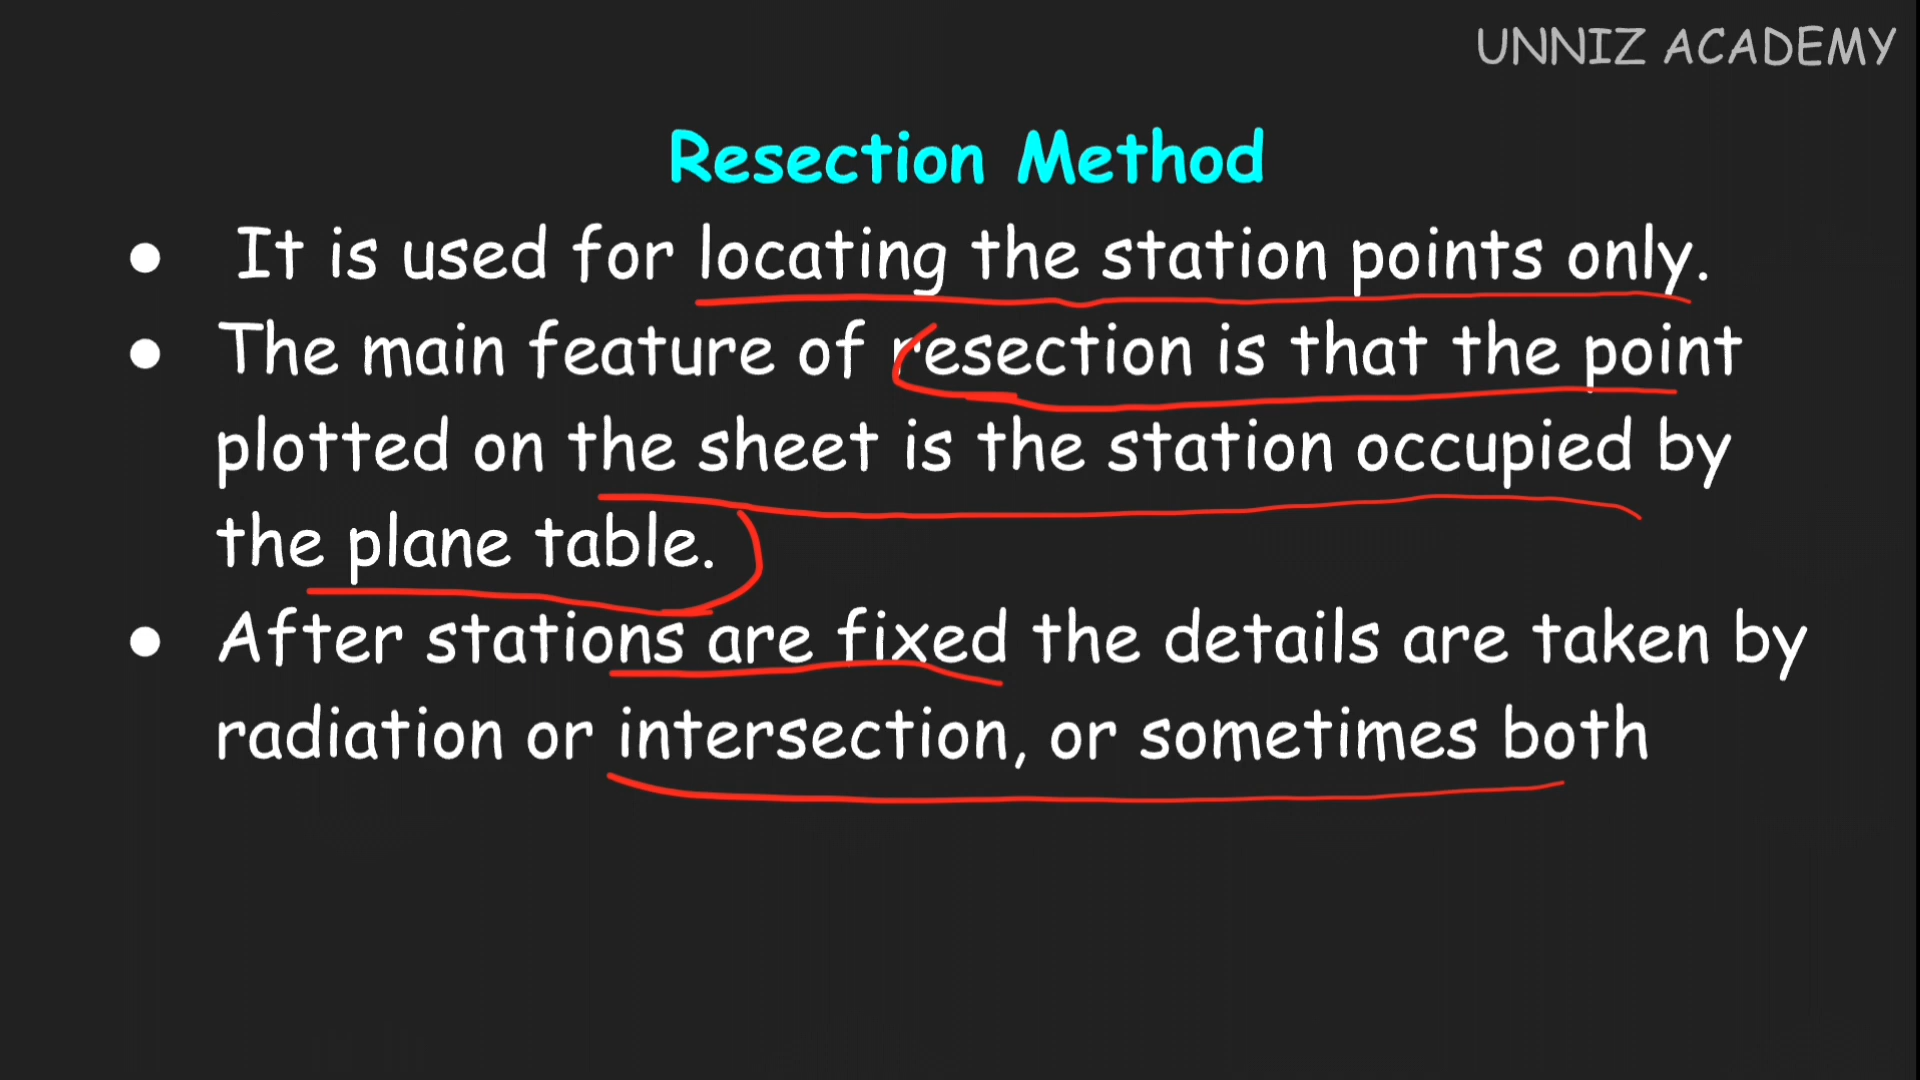 UNNIZ ACADEMY
Resection Method
● It is used for locating the station points only.
● The main feature of resection is that the point
plotted on the sheet is the station occupied by
the plane table.
● After stations are fixed the details are taken by
radiation or intersection, or sometimes both